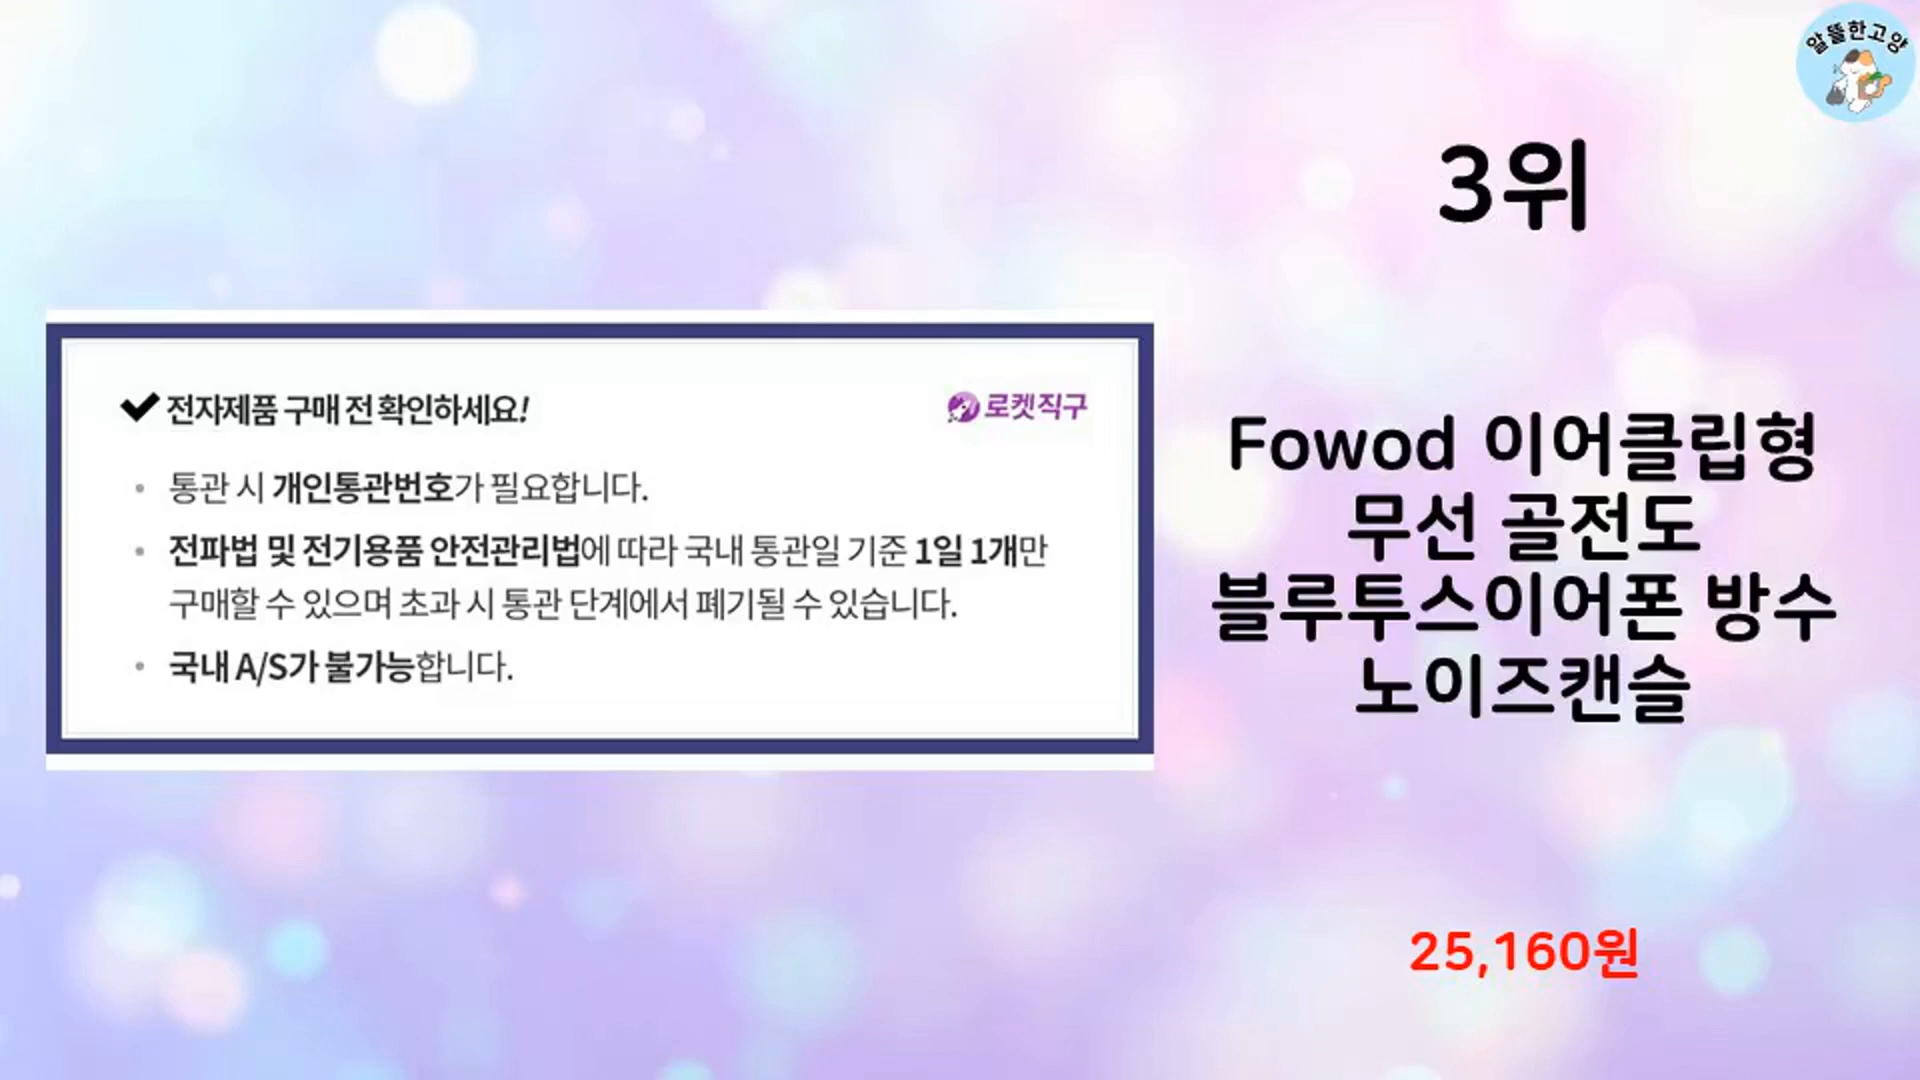 알뜰한고양
3위
✔ 전자제품 구매 전 확인하세요!
로켓직구
• 통관 시 개인통관번호가 필요합니다.
• 전파법 및 전기용품 안전관리법에 따라 국내 통관일 기준 1일 1개만
구매할 수 있으며 초과 시 통관 단계에서 폐기될 수 있습니다.
• 국내 A/S가 불가능합니다.
Fowod 이어클립형
무선 골전도
블루투스이어폰 방수
노이즈캔슬
25,160원